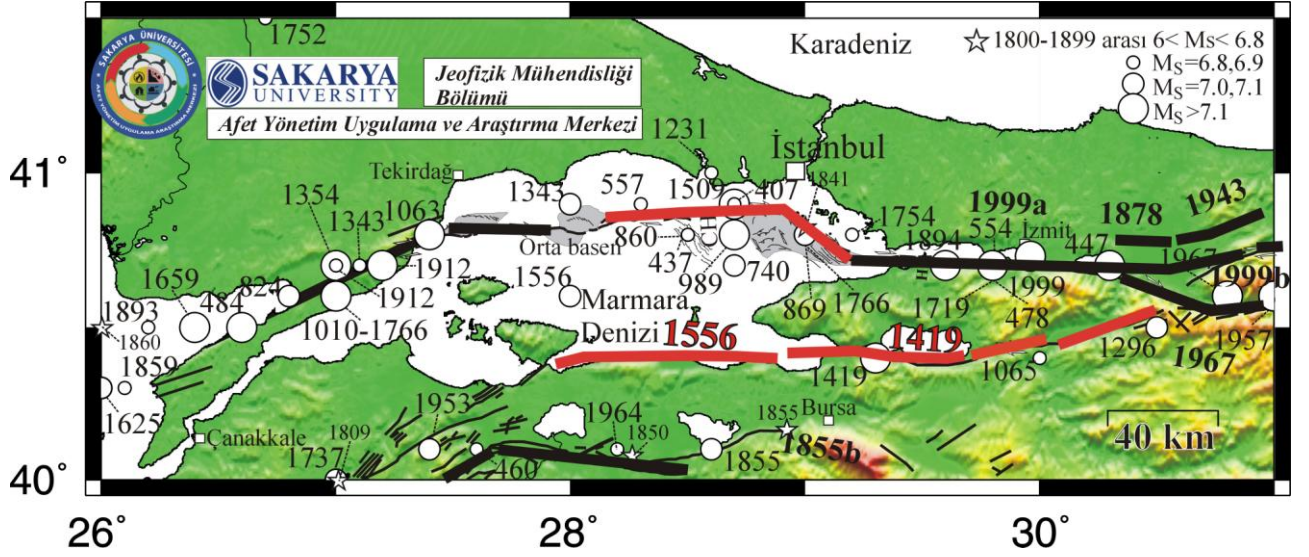 1752
SAKARYA ÜNİVERSİTESİ
AFET YÖNETİM UYGULAMA ARAŞTIRMA MERKEZİ
SAKARYA
UNIVERSITY
Jeofizik Mühendisliği
Bölümü
Afet Yönetim Uygulama ve Araştırma Merkezi
Karadeniz
1800-1899 arası 6< Ms< 6.8
MS=6.8,6.9
MS=7.0,7.1
MS>7.1
41°
1231
İstanbul
Tekirdağ
1354
1343
1063
1343
557
1509
407
1841
1754
1999a
1878
1943
İzmit
1894
554
447
1967
Orta basen
860
437
989
740
869
1766
1719
1999
478
1999b
1659
484
824
1912
1912
1556
Marmara
Denizi
1893
1860
1859
1010-1766
1556
1419
1419
1065
1296
1967
1957
1625
Çanakkale
1953
1964
1850
1855
Bursa
1855b
40 km
1737
1809
460
1855
40°
26°
28°
30°